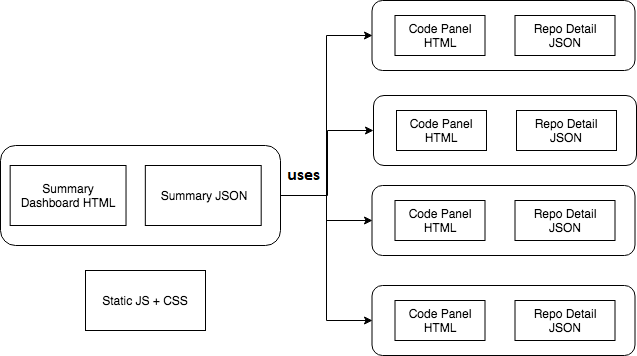 Code Panel
HTML
Repo Detail
JSON
Code Panel
HTML
Repo Detail
JSON
uses
Summary
Dashboard HTML
Summary JSON
Code Panel
HTML
Repo Detail
JSON
Static JS + CSS
Code Panel
HTML
Repo Detail
JSON